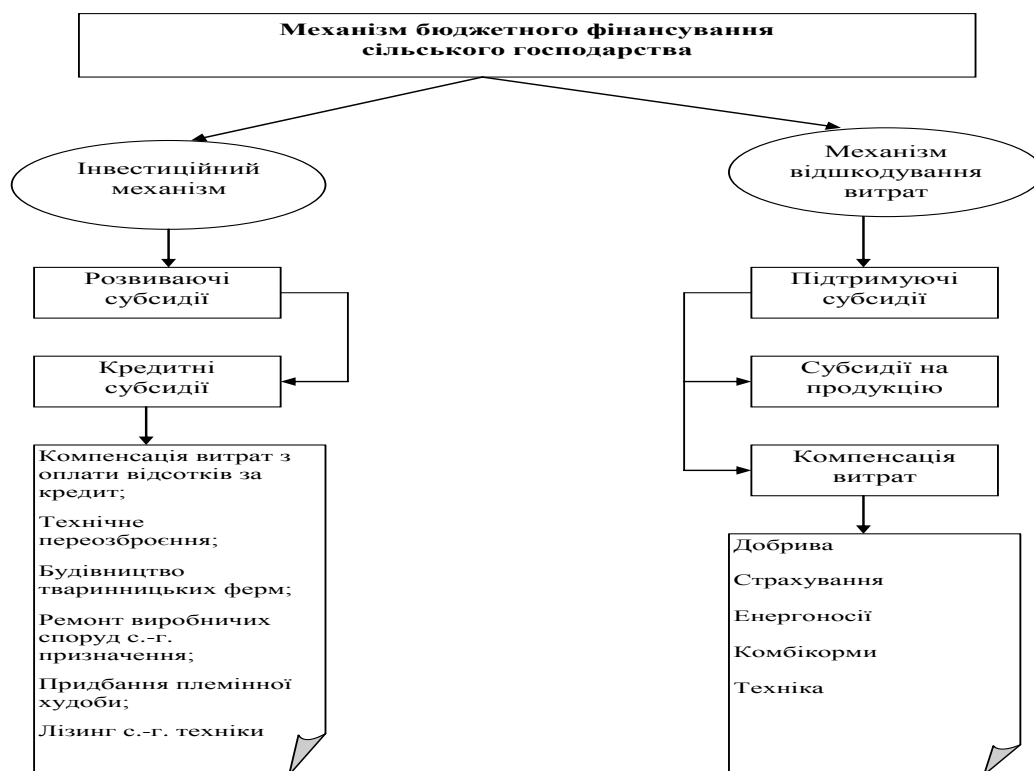 Механізм бюджетного фінансування
сільського господарства
Інвестиційний
механізм
Механізм
відшкодування
витрат
Розвиваючі
субсидії
Підтримуючі
субсидії
Кредитні
субсидії
Субсидії на
продукцію
Компенсація витрат з
оплати відсотків за
кредит;
Технічне
переозброєння;
Будівництво
тваринницьких ферм;
Ремонт виробничих
споруд с.-г.
призначення;
Придбання племінної
худоби;
Лізинг с.-г. техніки
Компенсація
витрат
Добрива
Страхування
Енергоносії
Комбікорми
Техніка